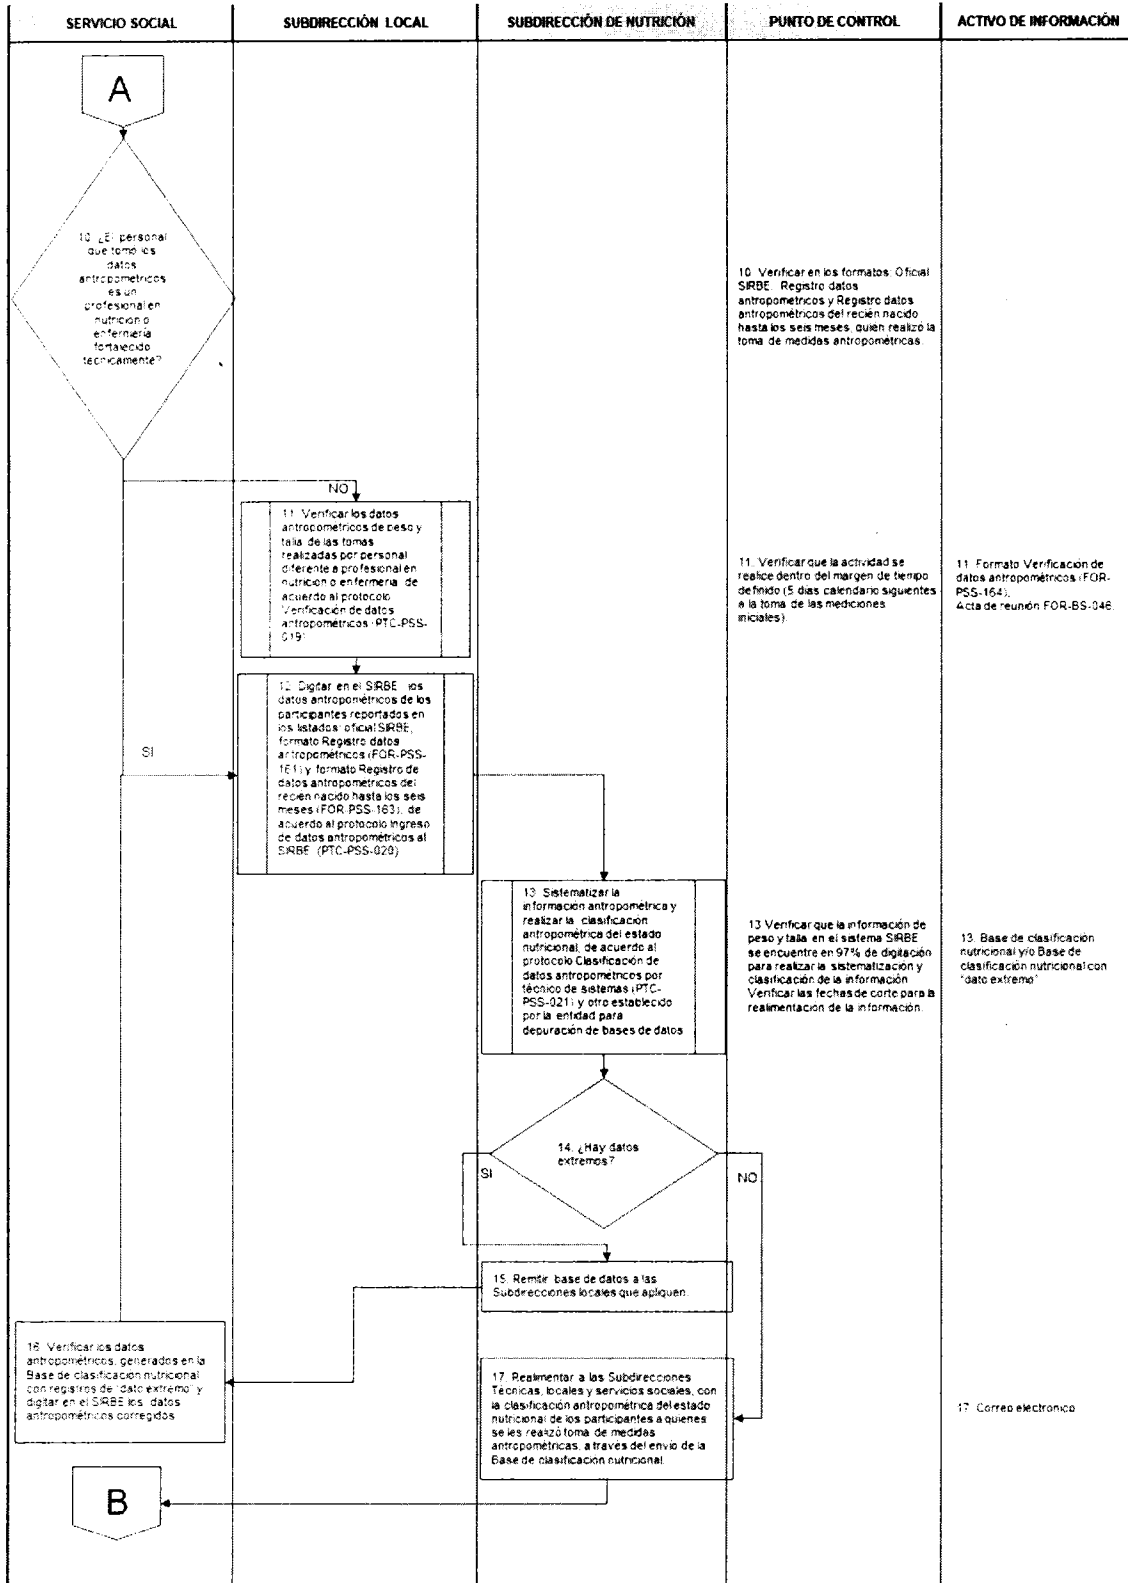 SERVICIO SOCIAL
SUBDIRECCIÓN LOCAL
SUBDIRECCIÓN DE NUTRICIÓN
PUNTO DE CONTROL
ACTIVO DE INFORMACIÓN
A
10. ¿El personal
que tomó los
datos
antropométricos
es un
profesional en
nutrición o
enfermería
fortalecido
técnicamente?
10. Verificar en los formatos: Oficial
SIRBE, Registro datos
antropométricos y Registro datos
antropométricos del recién nacido
hasta los seis meses, quién realizó la
toma de medidas antropométricas.
NO
11. Verificar los datos
antropométricos de peso y
talla de las tomas
realizadas por personal
diferente a profesional en
nutrición o enfermería, de
acuerdo al protocolo
Verificación de datos
antropométricos (PTC-PSS-
019)
11. Verificar que la actividad se
realice dentro del margen de tiempo
definido (5 días calendario siguientes
a la toma de las mediciones
iniciales).
11. Formato Verificación de
datos antropométricos (FOR-
PSS-164).
Acta de reunión FOR-BS-046.
SI
12. Digitar en el SIRBE los
datos antropométricos de los
participantes reportados en
los listados: oficial SIRBE,
formato Registro datos
antropométricos (FOR-PSS-
161) y formato Registro de
datos antropométricos del
recién nacido hasta los seis
meses (FOR-PSS-163), de
acuerdo al protocolo Ingreso
de datos antropométricos al
SIRBE (PTC-PSS-020)
13. Sistematizar la
información antropométrica y
realizar la clasificación
antropométrica del estado
nutricional, de acuerdo al
protocolo Clasificación de
datos antropométricos por
técnico de sistemas (PTC-
PSS-021) y otro establecido
por la entidad para
depuración de bases de datos
13 Verificar que la información de
peso y talla en el sistema SIRBE
se encuentre en 97% de digitación
para realizar la sistematización y
clasificación de la información
Verificar las fechas de corte para la
realimentación de la información.
13. Base de clasificación
nutricional y/o Base de
clasificación nutricional con
"dato extremo"
14. ¿Hay datos
extremos?
SI
NO
15. Remitir base de datos a las
Subdirecciones locales que apliquen.
16. Verificar los datos
antropométricos, generados en la
Base de clasificación nutricional
con registros de "dato extremo" y
digitar en el SIRBE los datos
antropométricos corregidos
17. Realimentar a las Subdirecciones
Técnicas, locales y servicios sociales, con
la clasificación antropométrica del estado
nutricional de los participantes a quienes
se les realizó toma de medidas
antropométricas, a través del envío de la
Base de clasificación nutricional.
17. Correo electronico
B